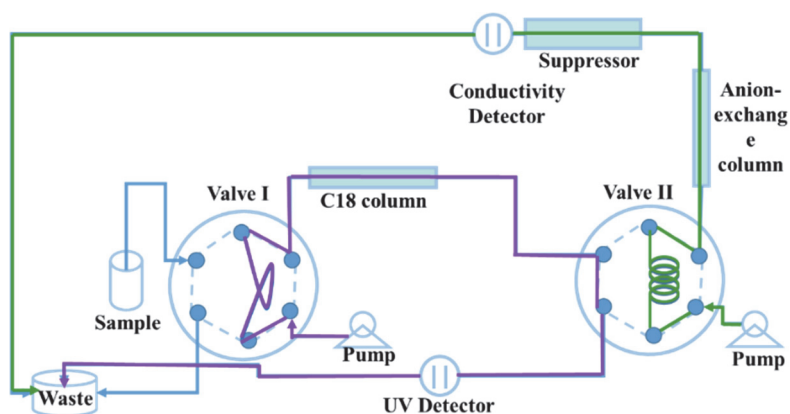 Suppressor
Conductivity
Detector
Anion-
exchang
e
column
Valve I
C18 column
Valve II
Sample
Pump
Pump
Waste
UV Detector